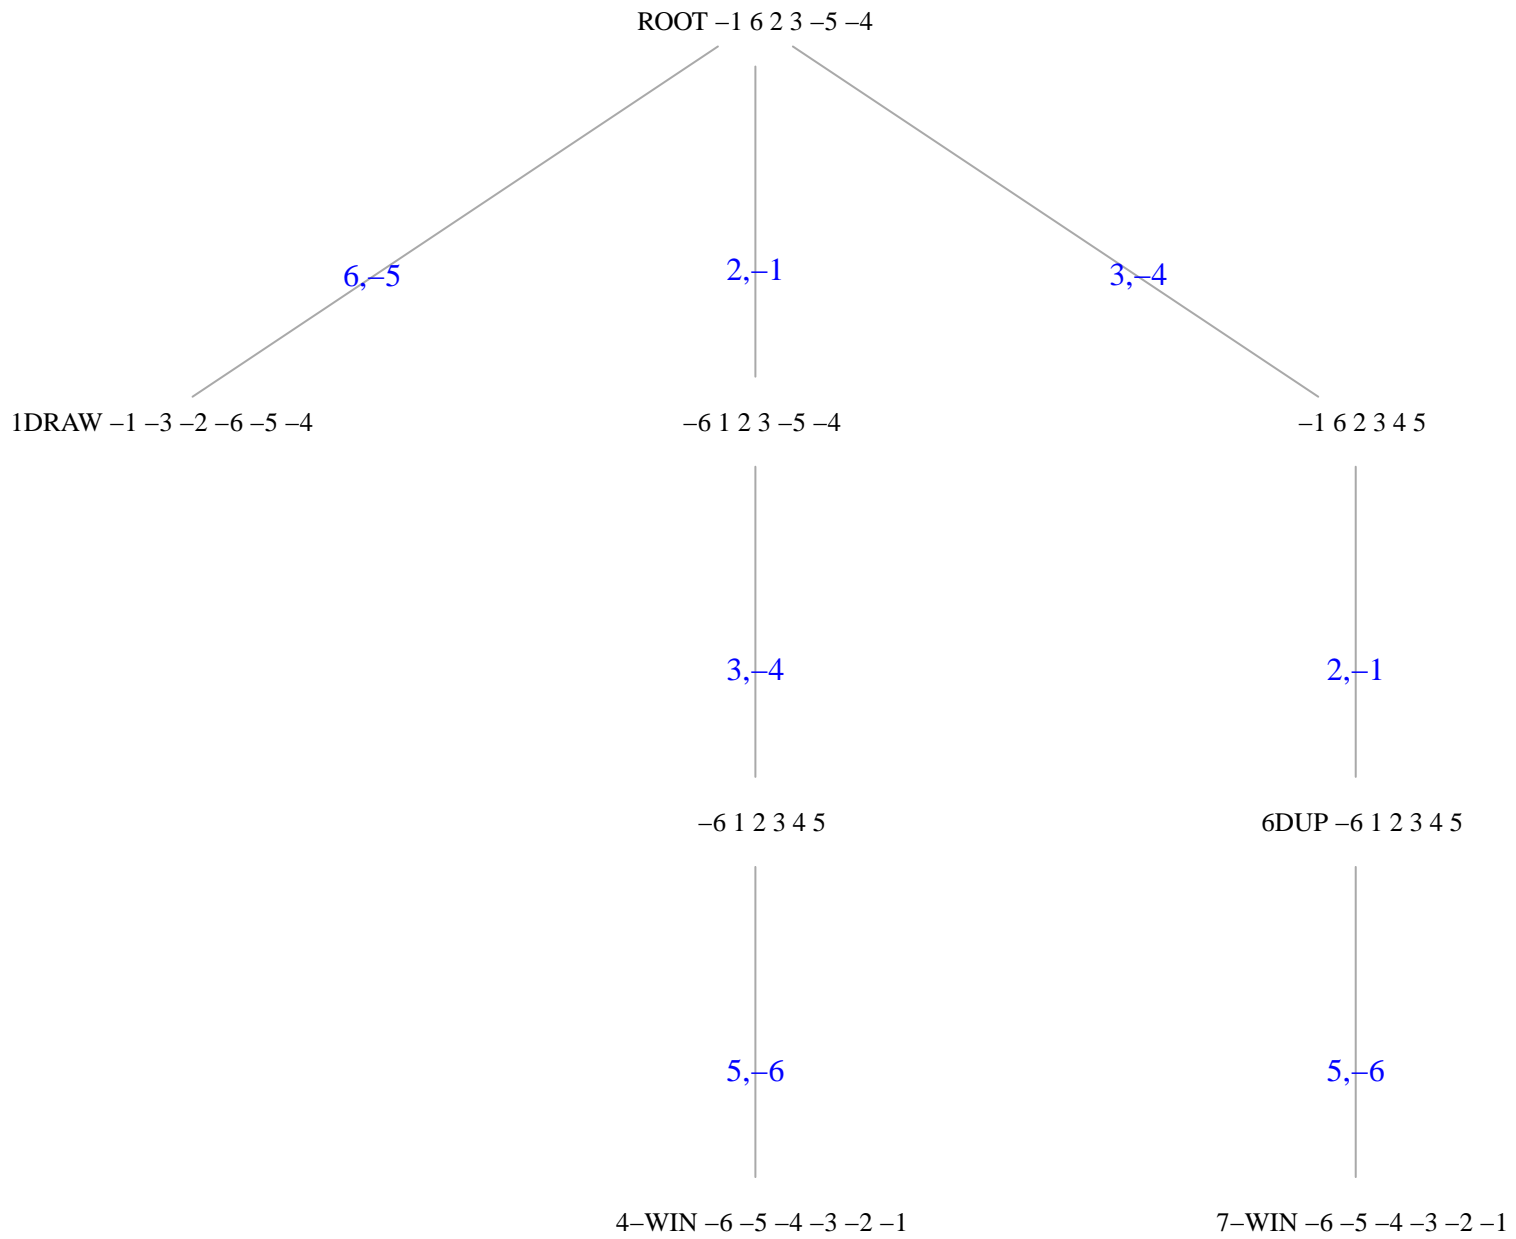 ROOT –1 6 2 3 –5 –4
6,–5
2,–1
3,–4
1DRAW –1 –3 –2 –6 –5 –4
–6 1 2 3 –5 –4
–1 6 2 3 4 5
3,–4
2,–1
–6 1 2 3 4 5
6DUP –6 1 2 3 4 5
5,–6
5,–6
4–WIN –6 –5 –4 –3 –2 –1
7–WIN –6 –5 –4 –3 –2 –1